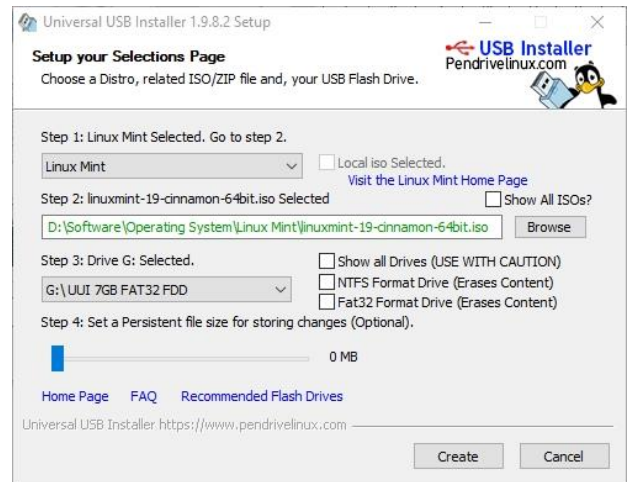 Universal USB Installer 1.9.8.2 Setup
Setup your Selections Page
Choose a Distro, related ISO/ZIP file and, your USB Flash Drive.
USB Installer
Pendrivelinux.com
Step 1: Linux Mint Selected. Go to step 2.
Linux Mint
Local iso Selected.
Visit the Linux Mint Home Page
Step 2: linuxmint-19-cinnamon-64bit.iso Selected
Show All ISOs?
D:\Software\Operating System\Linux Mint\linuxmint-19-cinnamon-64bit.iso
Browse
Step 3: Drive G: Selected.
Show all Drives (USE WITH CAUTION)
G:\UUI 7GB FAT32 FDD
NTFS Format Drive (Erases Content)
Fat32 Format Drive (Erases Content)
Step 4: Set a Persistent file size for storing changes (Optional).
0 MB
Home Page FAQ Recommended Flash Drives
Universal USB Installer https://www.pendrivelinux.com
Create Cancel